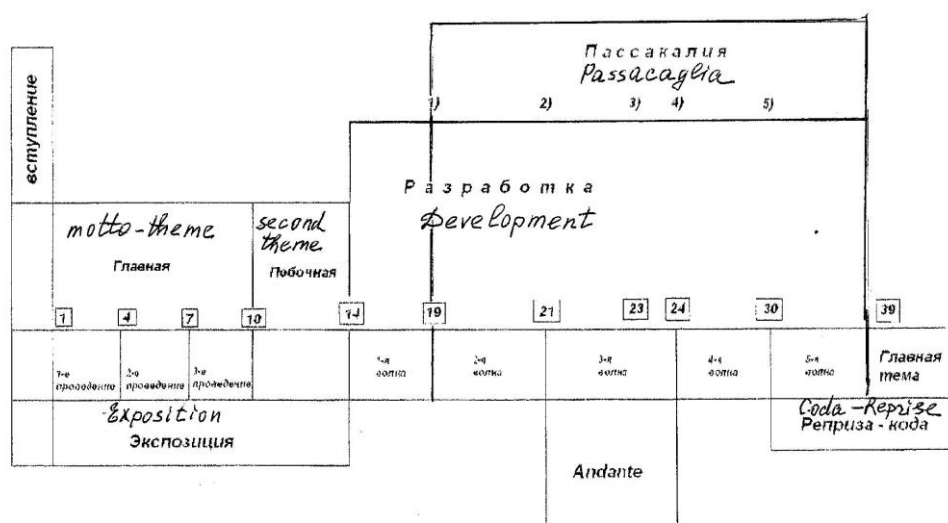 вступление
Пассакалия
Passacaglia
1) 2) 3) 4) 5)
Разработка
Development
motto-theme
second
theme
Главная
Побочная
1 4 7 10 14 19 21 23 24 30 39
1-е
проведение
2-е
проведение
3-е
проведение
1-я
волна
2-я
волна
3-я
волна
4-я
волна
5-я
волна
Главная
тема
Exposition
Экспозиция
Coda-Reprise
Реприза-кода
Andante